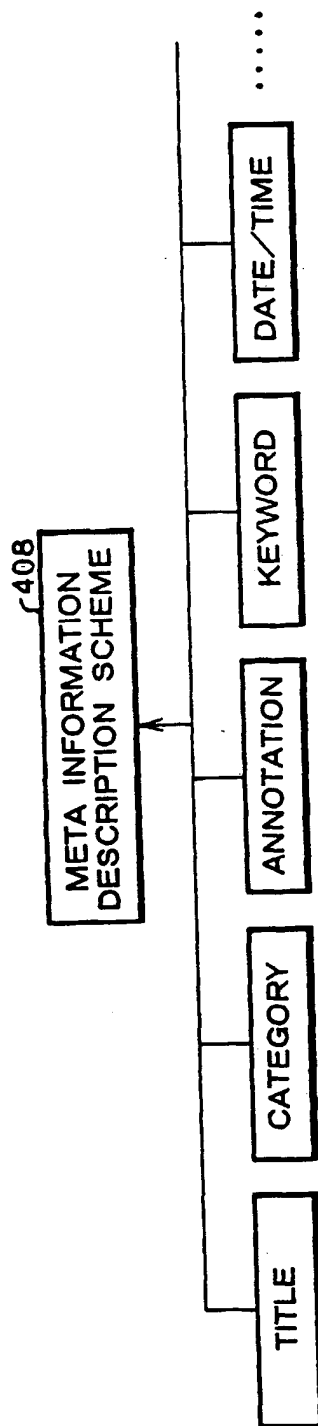 408
META INFORMATION
DESCRIPTION SCHEME
TITLE
CATEGORY
ANNOTATION
KEYWORD
DATE/TIME
.....